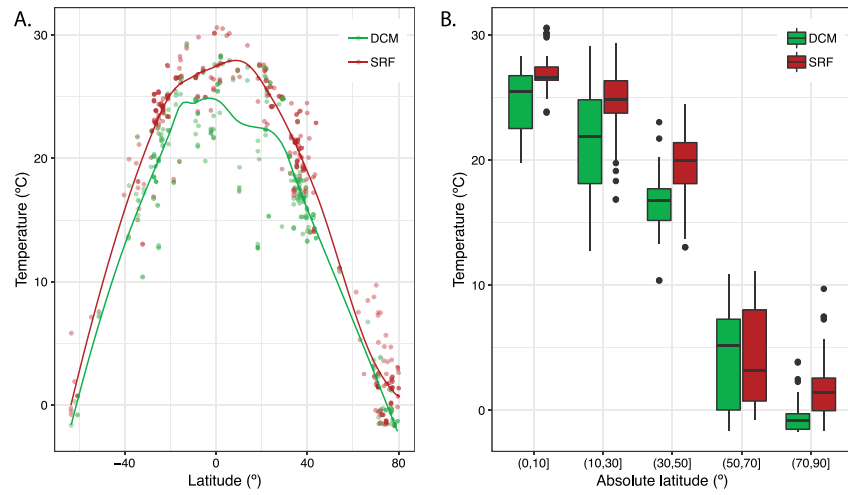 A.
DCM
SRF
30
20
10
0
Temperature (°C)
−40
0
40
80
Latitude (º)
B.
DCM
SRF
30
20
10
0
Temperature (°C)
(0,10]
(10,30]
(30,50]
(50,70]
(70,90]
Absolute latitude (º)